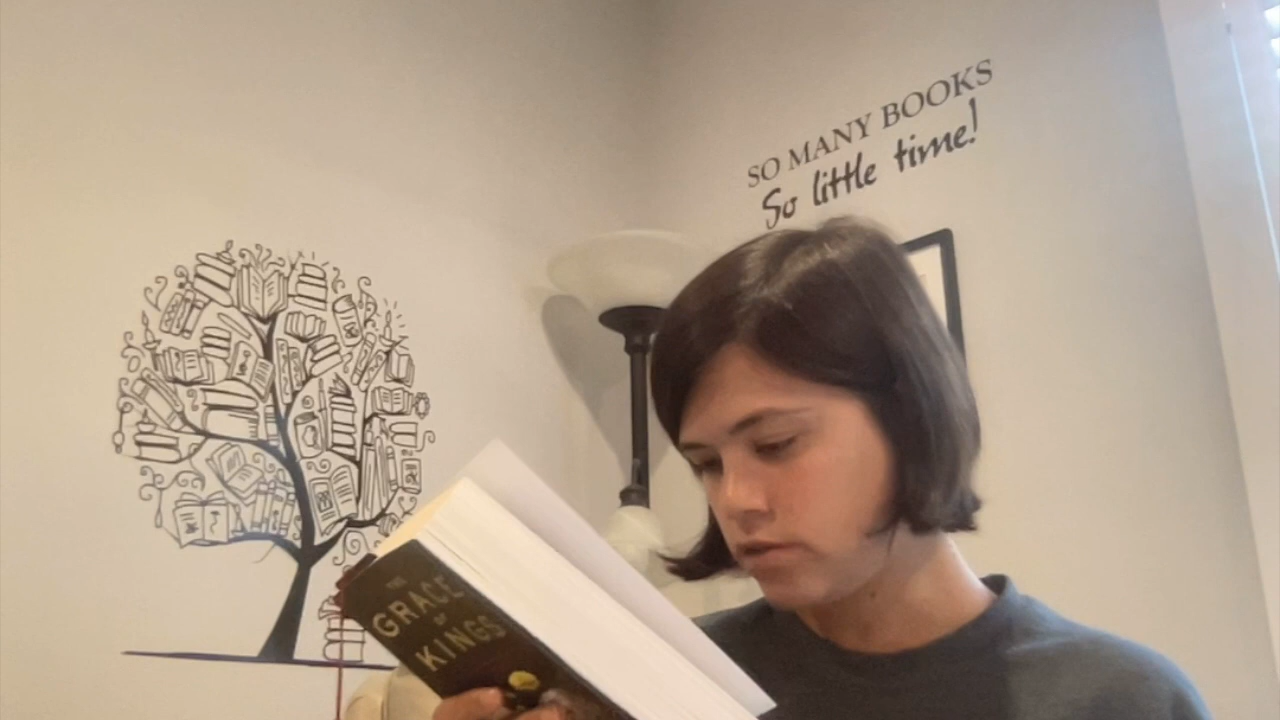 SO MANY BOOKS
So little time!
THE
GRACE
OF
KINGS